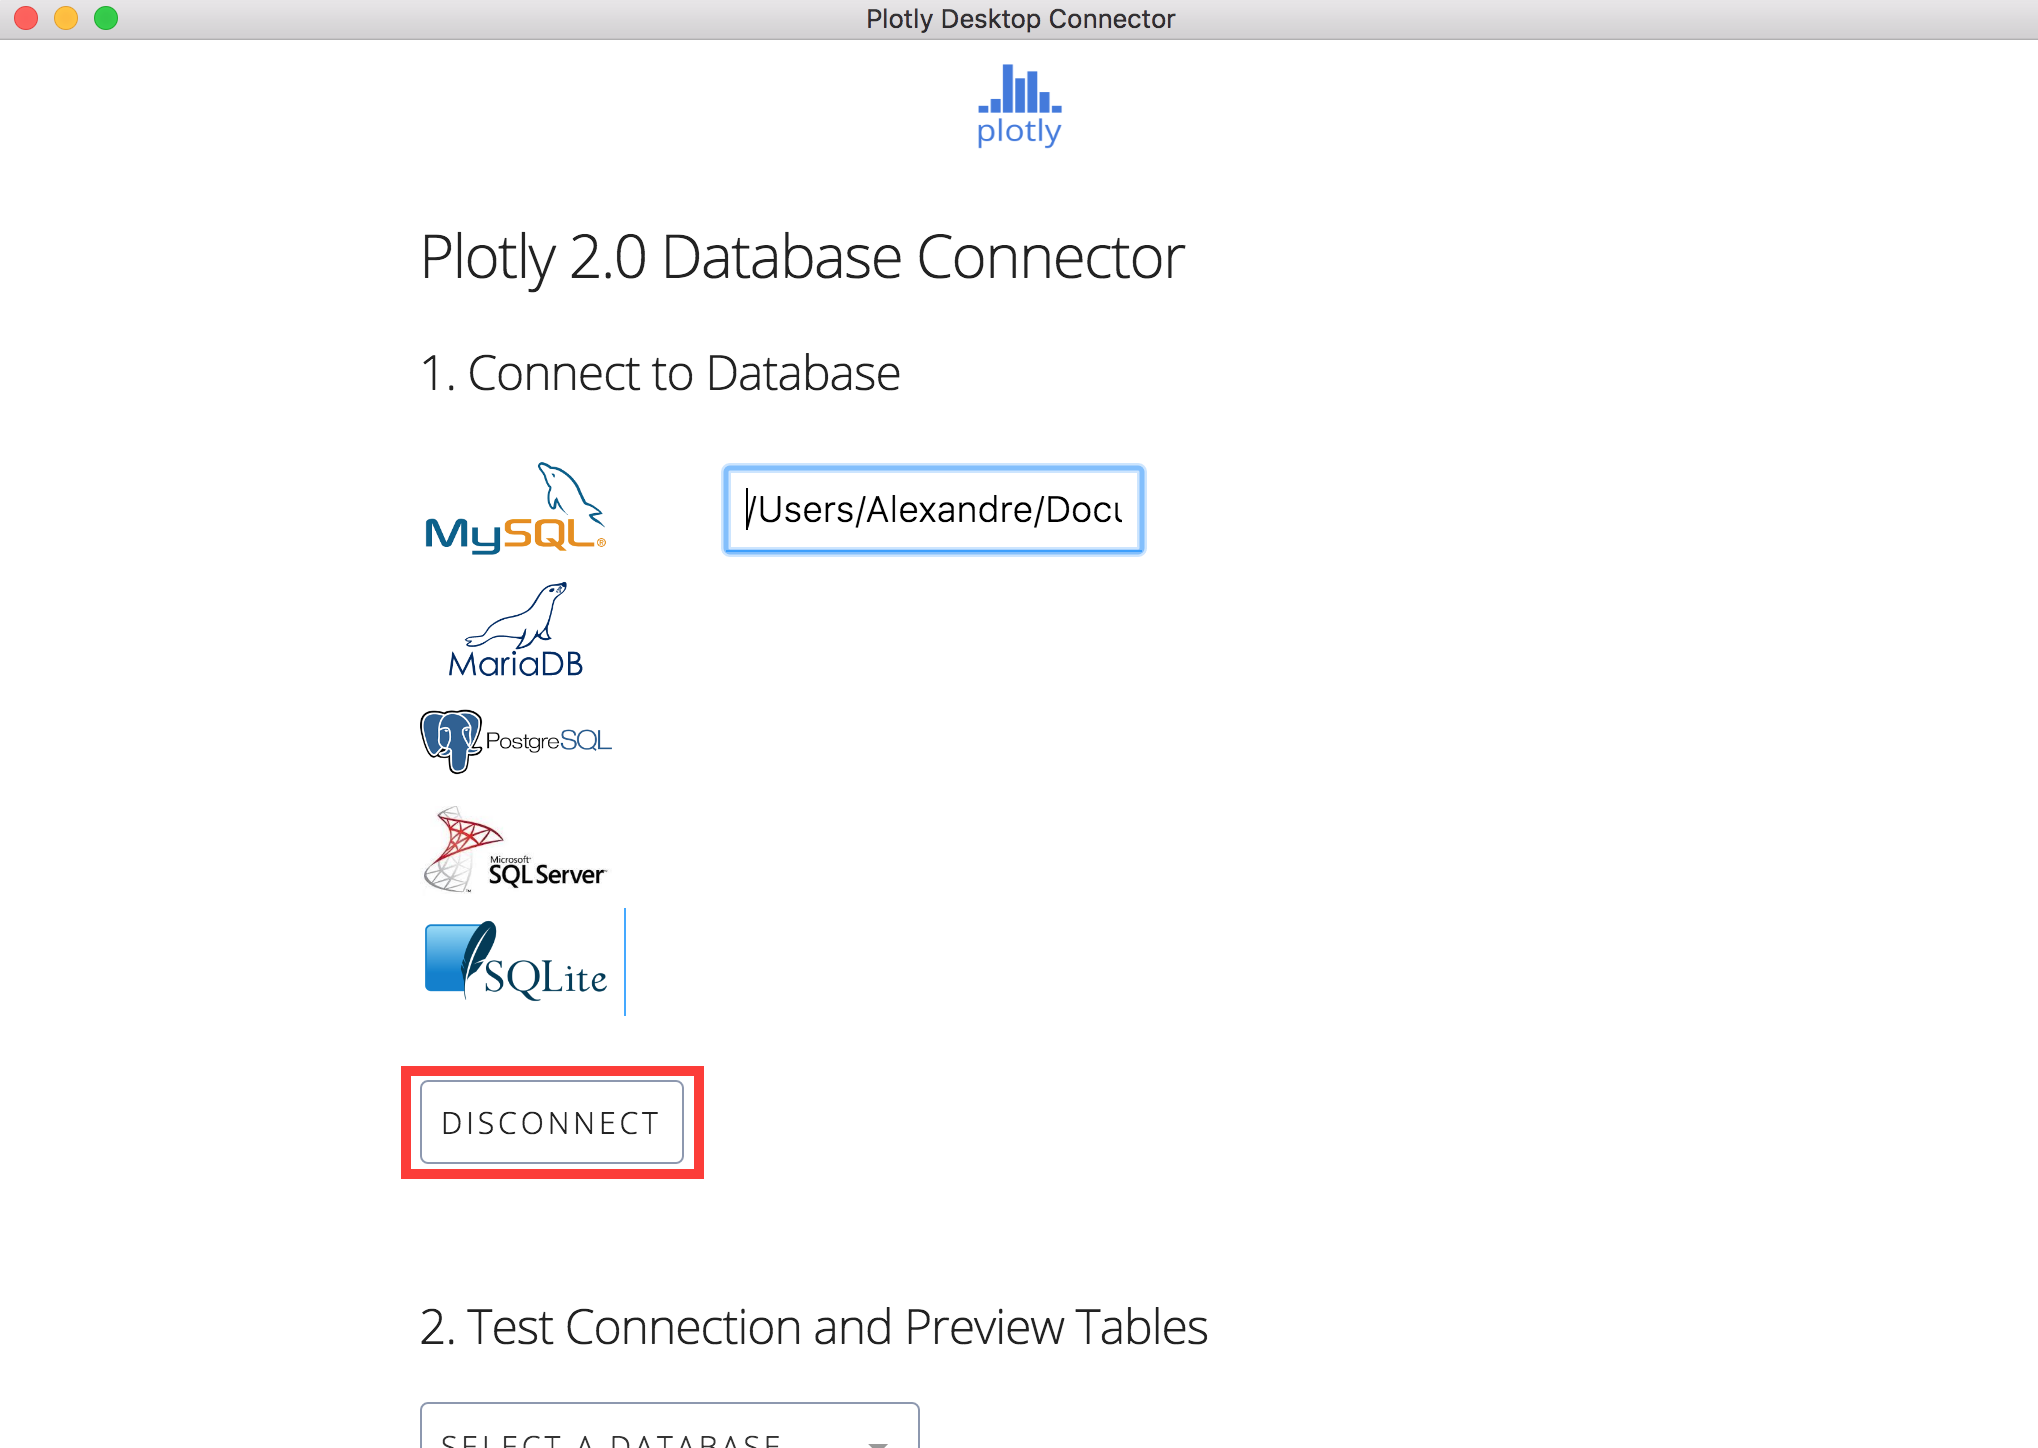 Plotly Desktop Connector
plotly
Plotly 2.0 Database Connector
1. Connect to Database
MySQL®
/Users/Alexandre/Docu
MariaDB
PostgreSQL
Microsoft®
SQL Server™
SQLite
DISCONNECT
2. Test Connection and Preview Tables
SELECT A DATABASE